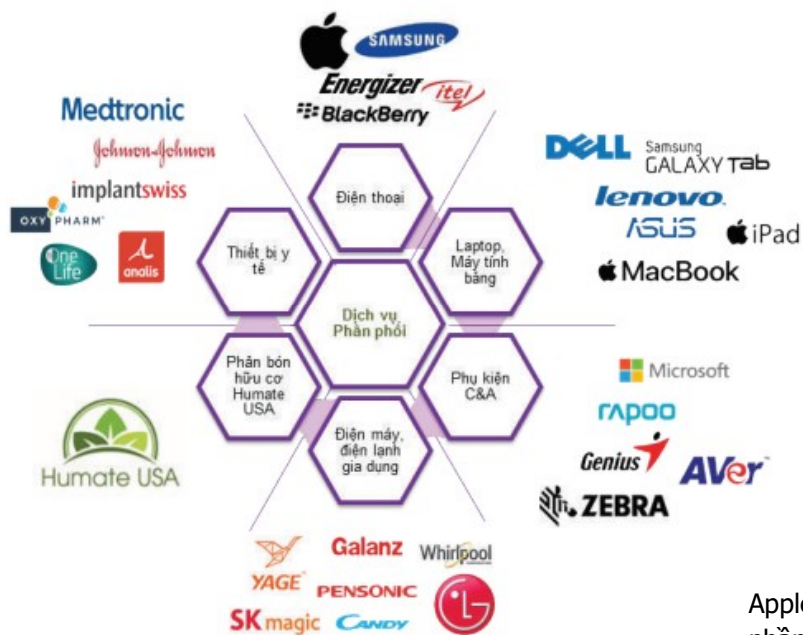 SAMSUNG
Energizer
itel
BlackBerry
Điện thoại
DELL
Samsung
GALAXY Tab
lenovo
ASUS
iPad
MacBook
Laptop,
Máy tính
bảng
Microsoft
rapoo
Genius
AVer™
ZEBRA
Phụ kiện
C&A
Galanz
Whirlpool
YAGE
PENSONIC
LG
SK magic
CANDY
Điện máy,
điện lạnh
gia dụng
Humate USA
Phân bón
hữu cơ
Humate
USA
Medtronic
Johnson&Johnson
implantswiss
OXY PHARM
One
Life
analis
Thiết bị y
tế
Dịch vụ
Phân phối
Apple